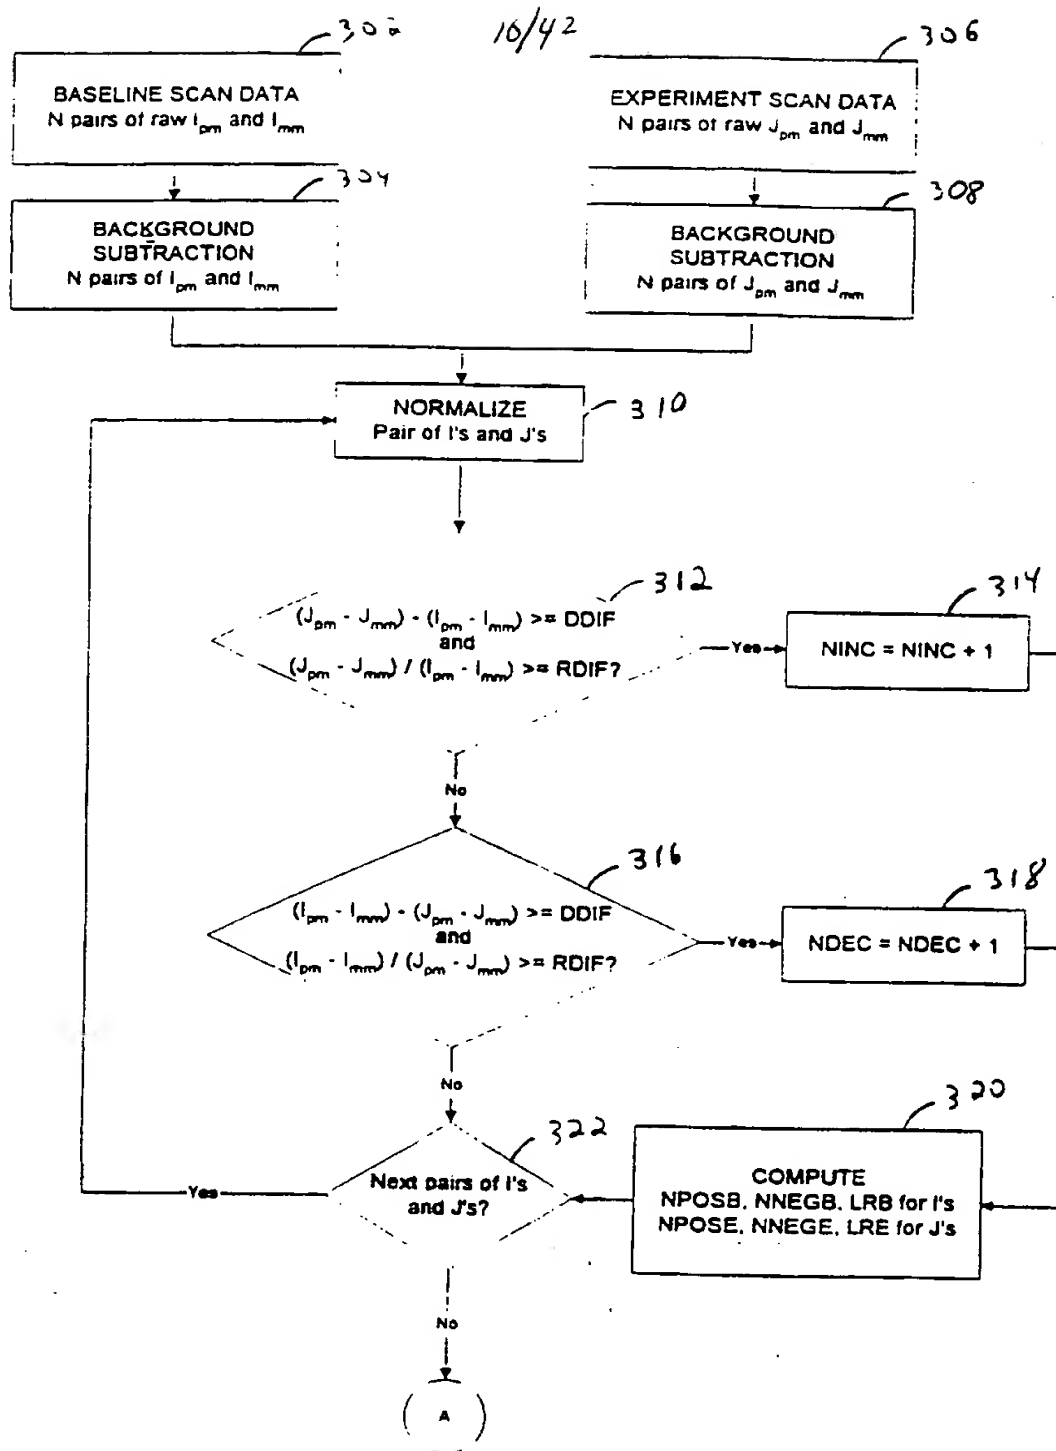 302
10/42
306
BASELINE SCAN DATA
N pairs of raw Ipm and Imm
EXPERIMENT SCAN DATA
N pairs of raw Jpm and Jmm
304
308
BACKGROUND
SUBTRACTION
N pairs of Ipm and Imm
BACKGROUND
SUBTRACTION
N pairs of Jpm and Jmm
NORMALIZE
Pair of I's and J's
310
312
(Jpm - Jmm) - (Ipm - Imm) >= DDIF
and
(Jpm - Jmm) / (Ipm - Imm) >= RDIF?
Yes
314
NINC = NINC + 1
No
316
(Ipm - Imm) - (Jpm - Jmm) >= DDIF
and
(Ipm - Imm) / (Jpm - Jmm) >= RDIF?
Yes
318
NDEC = NDEC + 1
No
322
Next pairs of I's
and J's?
Yes
320
COMPUTE
NPOSB, NNEGB, LRB for I's
NPOSE, NNEGE, LRE for J's
No
A